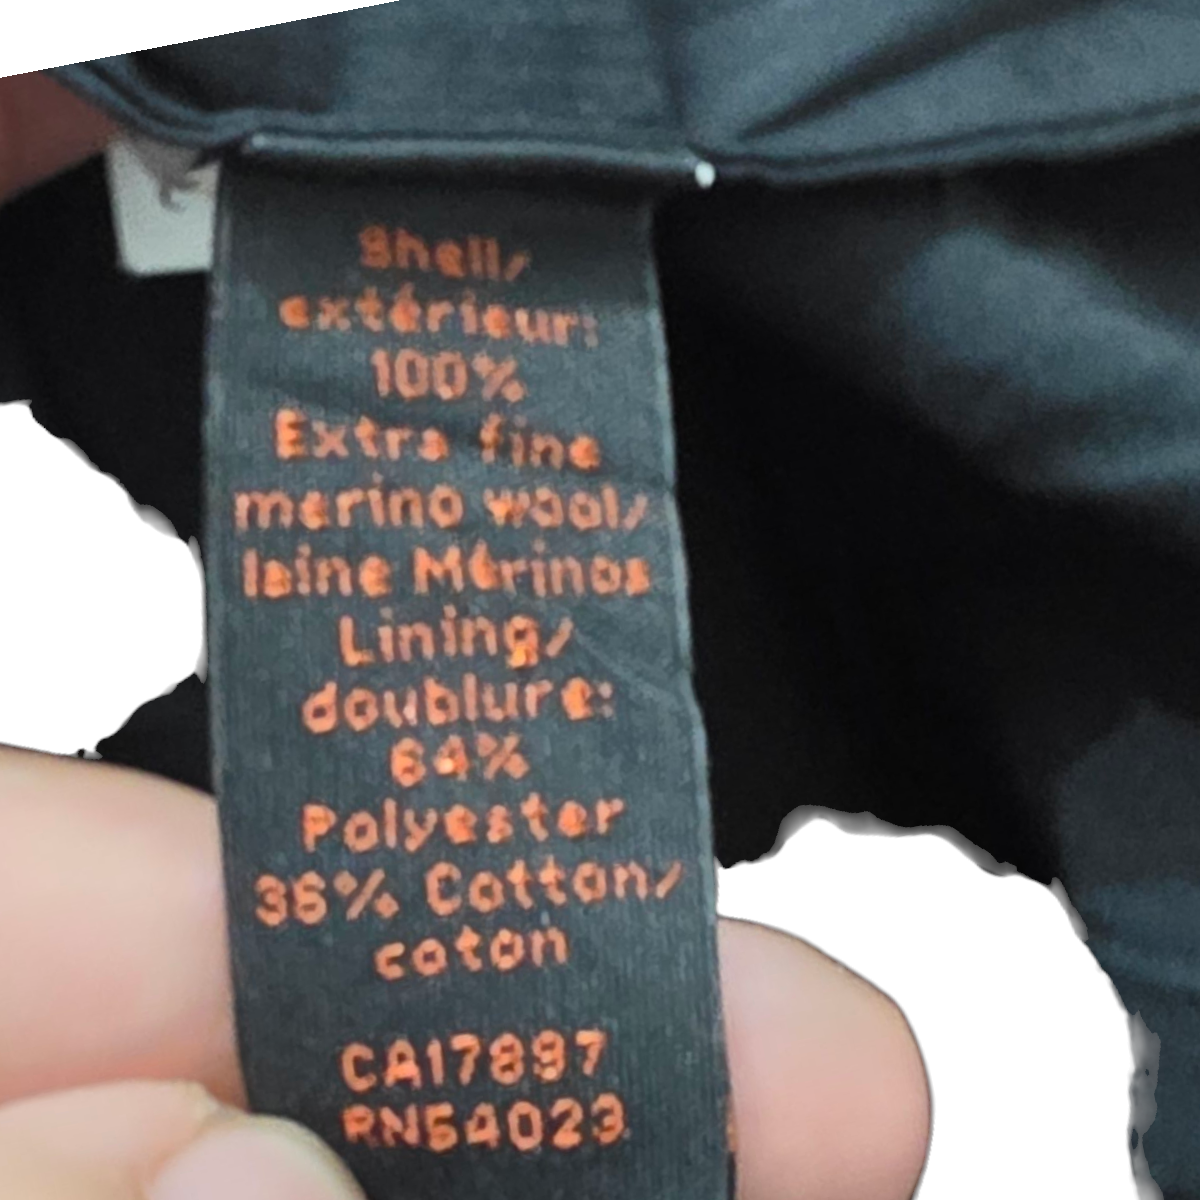 Shell/
extérieur:
100%
Extra fine
merino wool/
laine Mérinos
Lining/
doublure:
64%
Polyester
36% Cotton/
coton
CA17897
RN54023